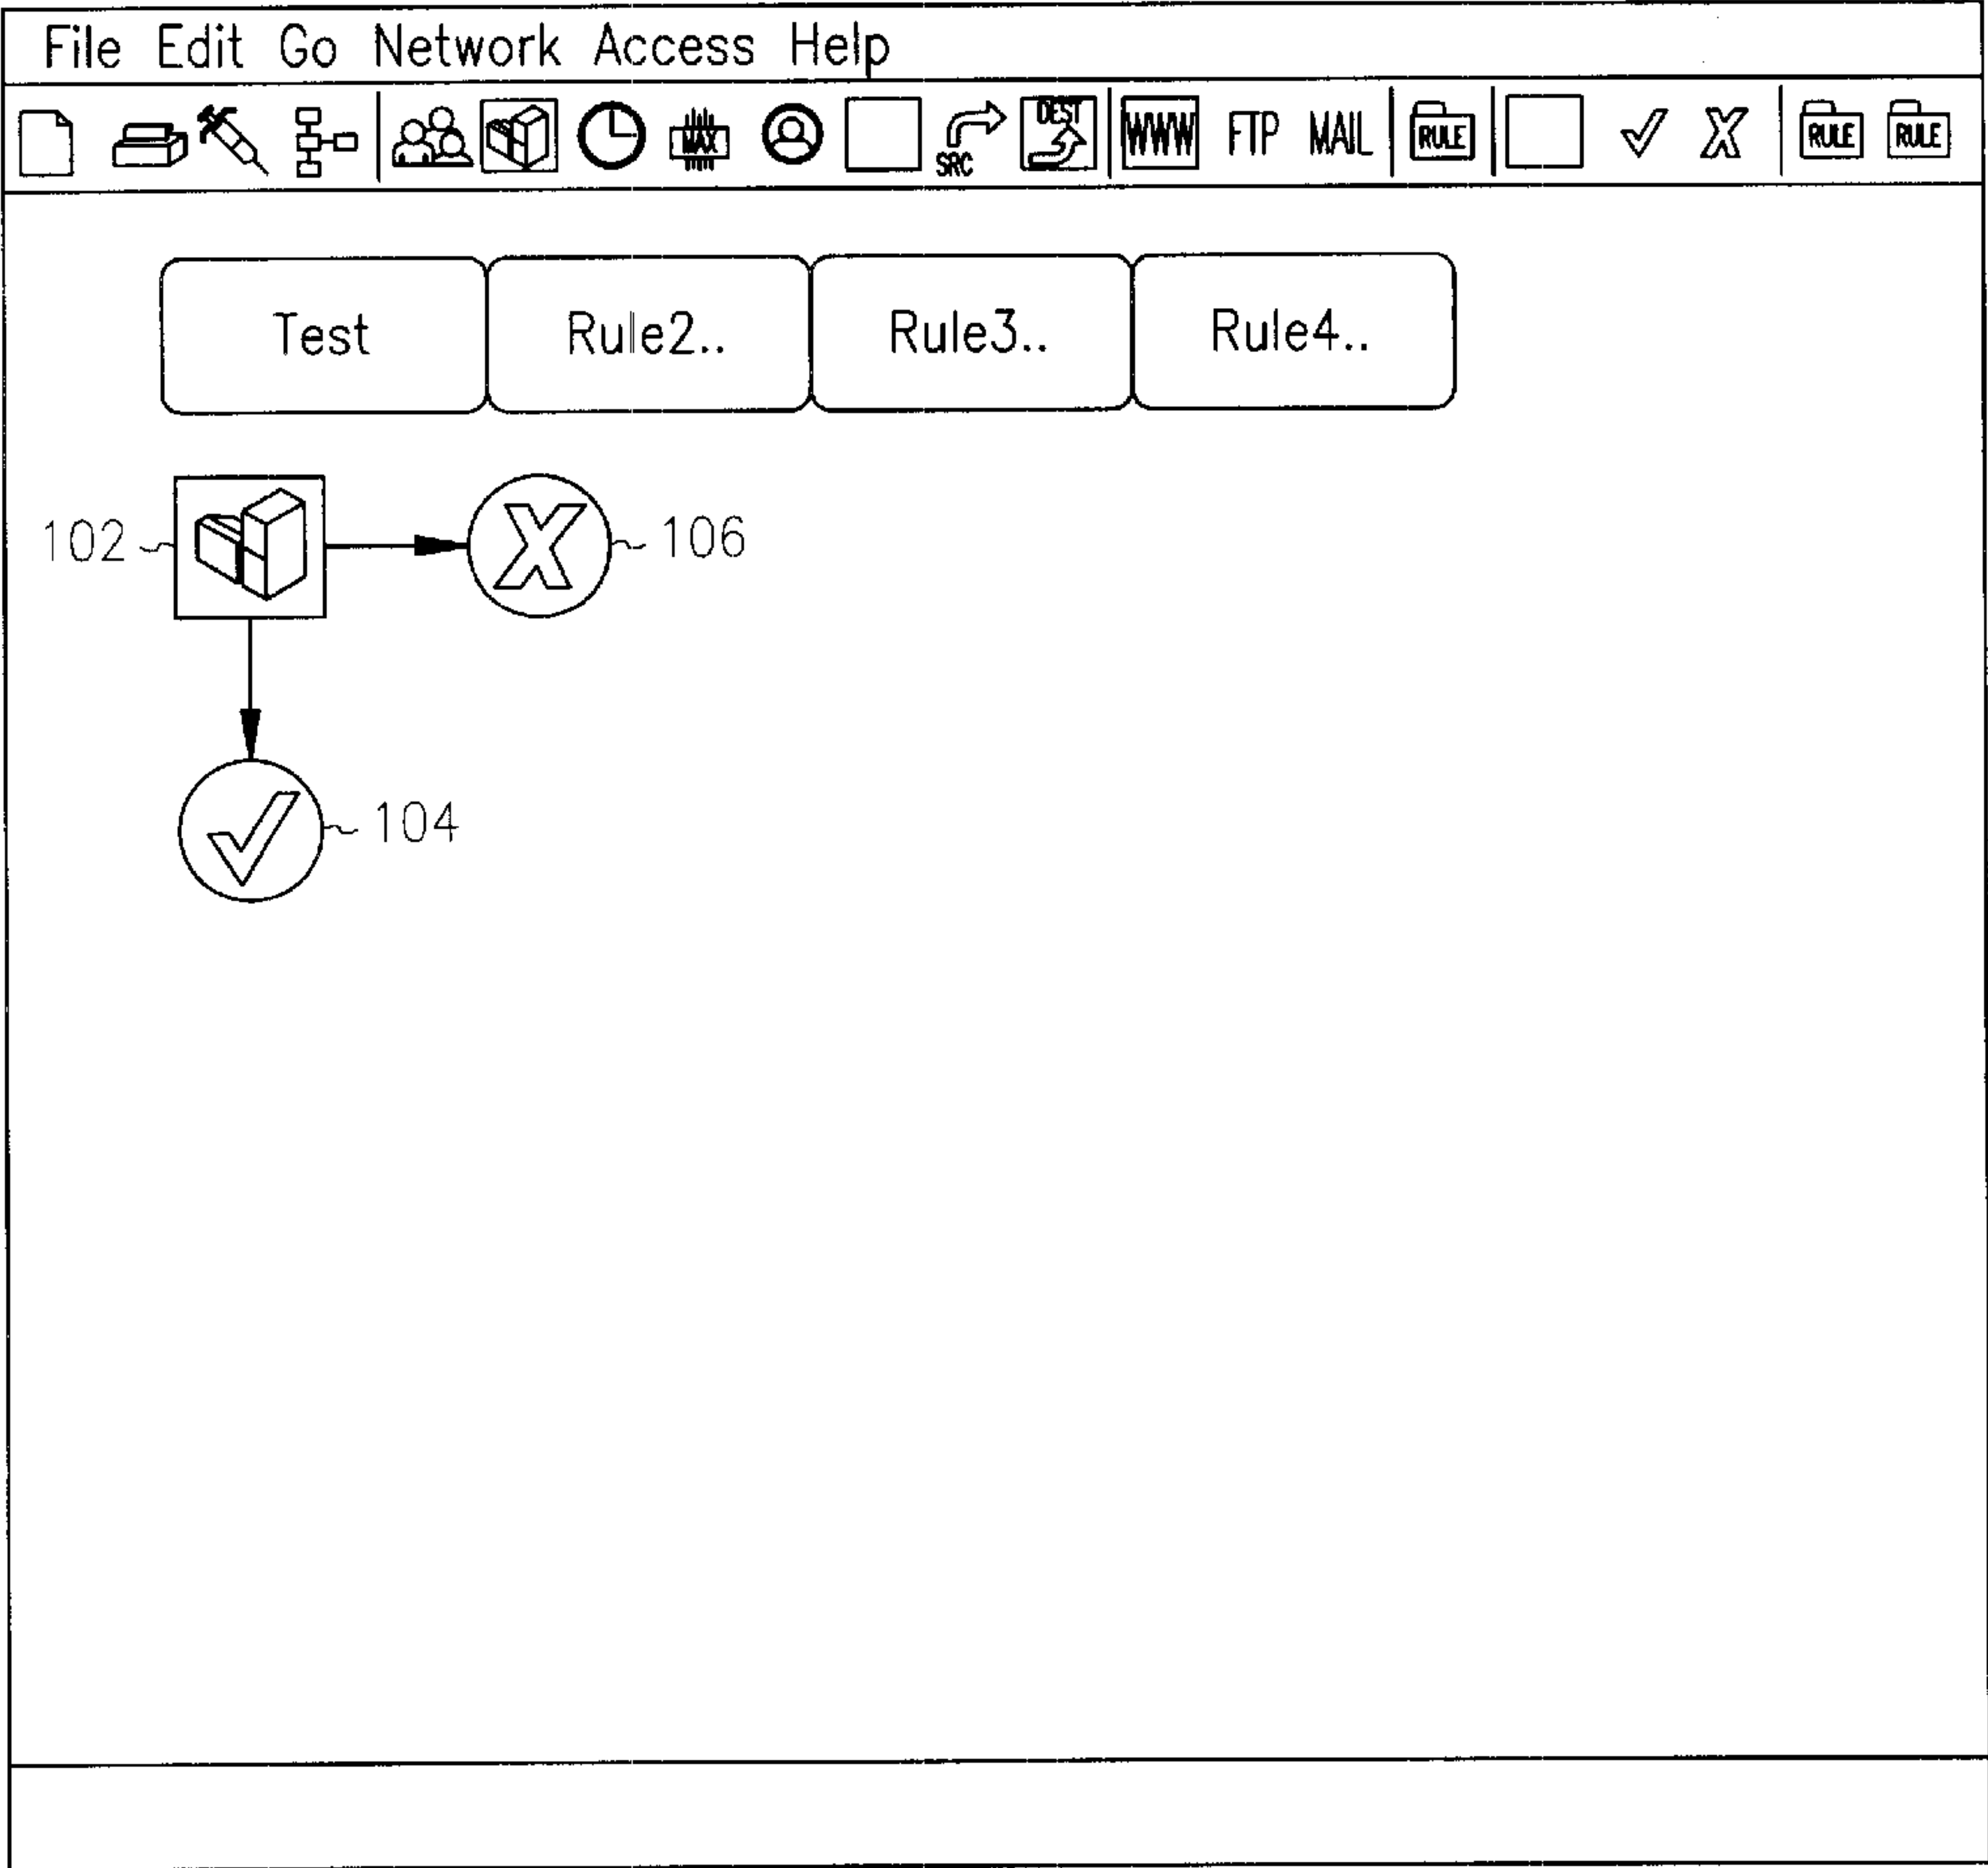 File Edit Go Network Access Help
MAX SRC DEST WWW FTP MAIL RULE X RULE RULE
Test Rule2.. Rule3.. Rule4..
102 X 106
104